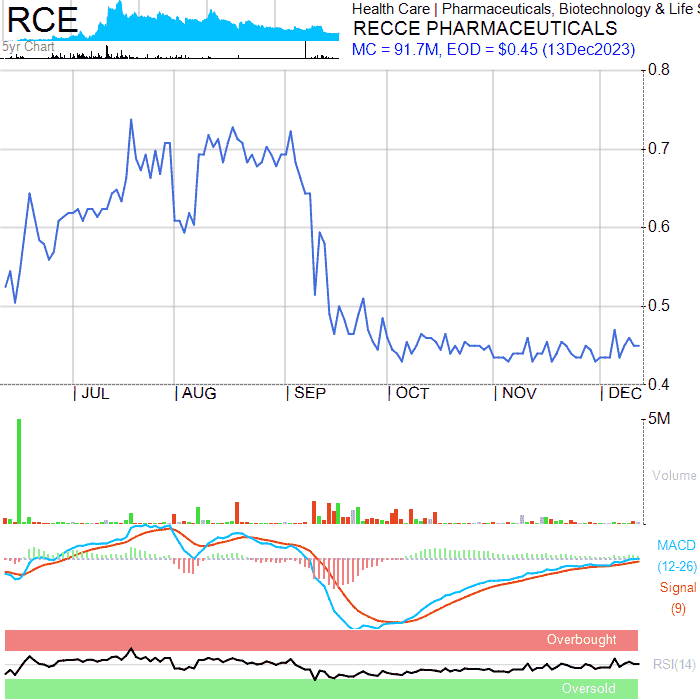 RCE
5yr Chart
Health Care | Pharmaceuticals, Biotechnology & Life S
RECCE PHARMACEUTICALS
MC = 91.7M, EOD = $0.45 (13Dec2023)
0.8
0.7
0.6
0.5
0.4
| JUL | AUG | SEP | OCT | NOV | DEC
5M
Volume
MACD
(12-26)
Signal
(9)
Overbought
RSI(14)
Oversold